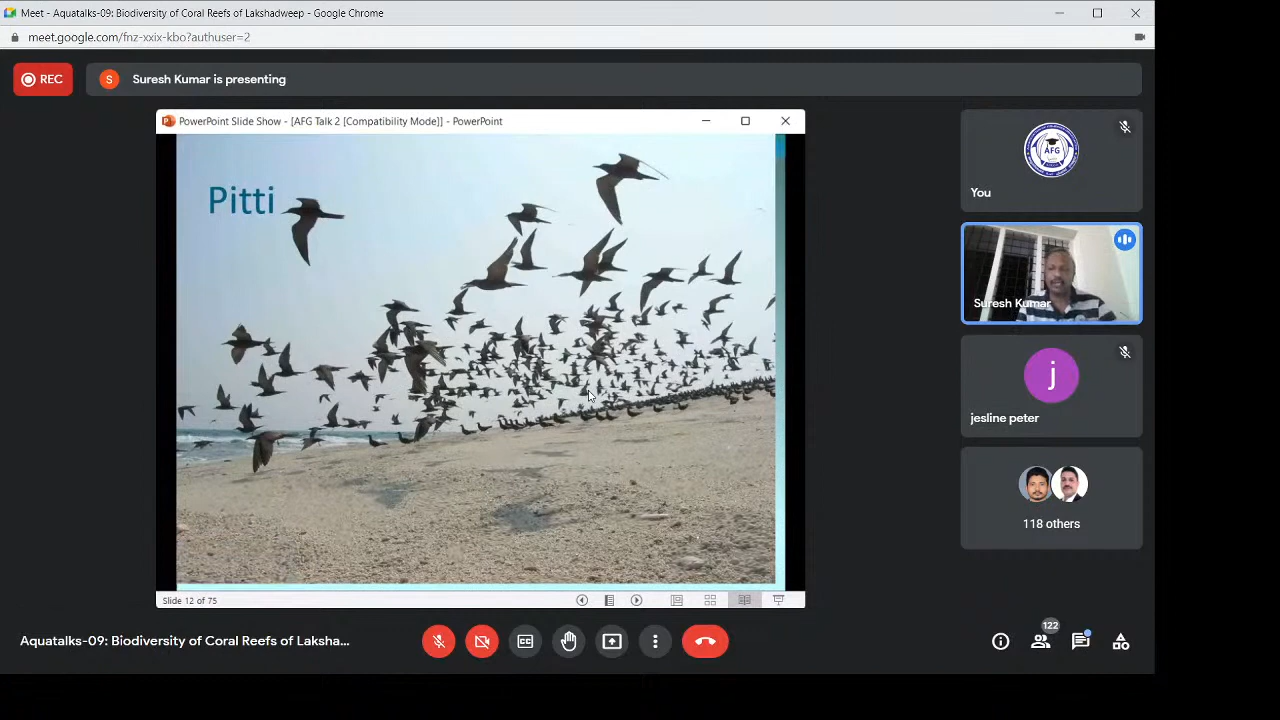 Meet - Aquatalks-09: Biodiversity of Coral Reefs of Lakshadweep - Google Chrome
meet.google.com/fnz-xxix-kbo?authuser=2
REC
S
Suresh Kumar is presenting
PowerPoint Slide Show - [AFG Talk 2 [Compatibility Mode]] - PowerPoint
Pitti
AFG
You
Suresh Kumar
j
jesline peter
118 others
Slide 12 of 75
Aquatalks-09: Biodiversity of Coral Reefs of Laksha...
CC
122